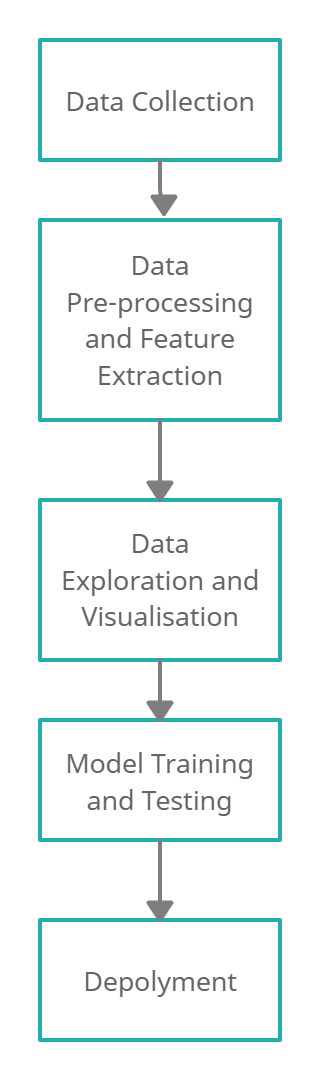 Data Collection
Data
Pre-processing
and Feature
Extraction
Data
Exploration and
Visualisation
Model Training
and Testing
Depolyment